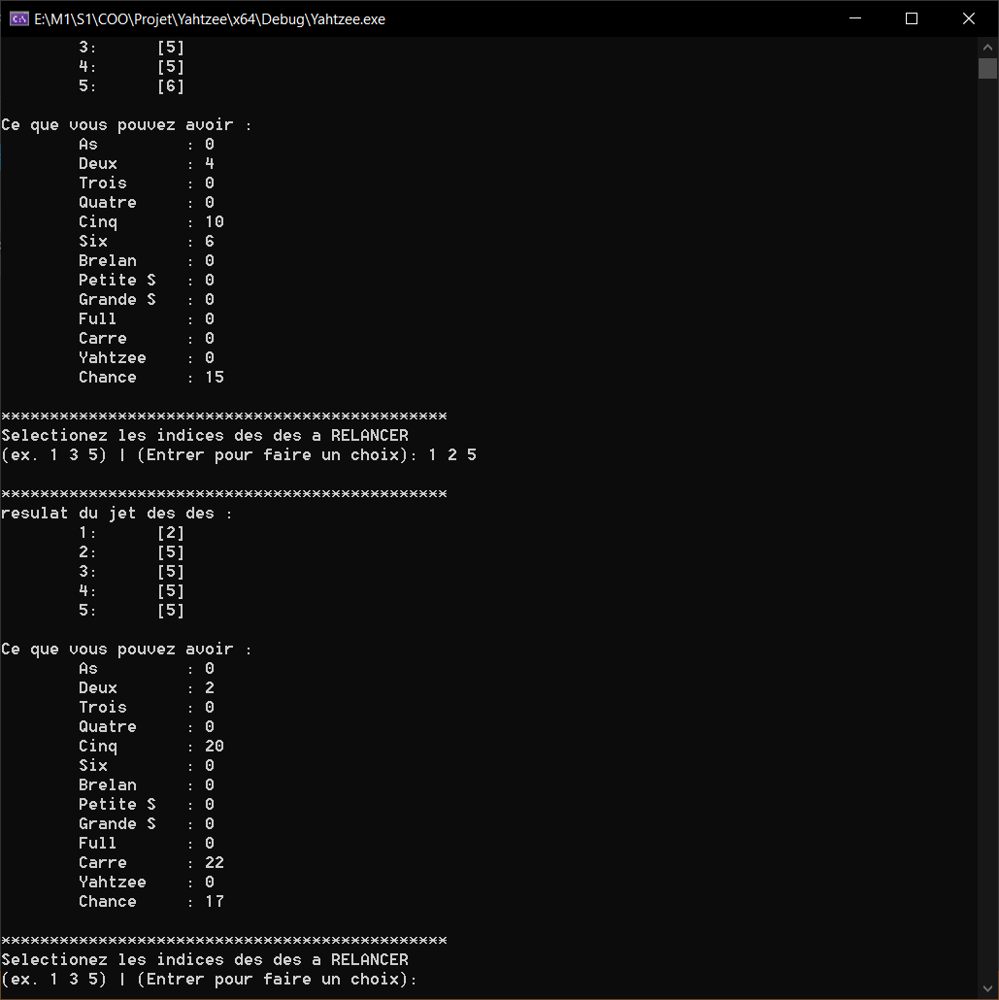 E:\M1\S1\COO\Projet\Yahtzee\x64\Debug\Yahtzee.exe
3: [5]
4: [5]
5: [6]
Ce que vous pouvez avoir :
As : 0
Deux : 4
Trois : 0
Quatre : 0
Cinq : 10
Six : 6
Brelan : 0
Petite S : 0
Grande S : 0
Full : 0
Carre : 0
Yahtzee : 0
Chance : 15
**********************************************
Selectionez les indices des des a RELANCER
(ex. 1 3 5) | (Entrer pour faire un choix): 1 2 5
**********************************************
resulat du jet des des :
1: [2]
2: [5]
3: [5]
4: [5]
5: [5]
Ce que vous pouvez avoir :
As : 0
Deux : 2
Trois : 0
Quatre : 0
Cinq : 20
Six : 0
Brelan : 0
Petite S : 0
Grande S : 0
Full : 0
Carre : 22
Yahtzee : 0
Chance : 17
**********************************************
Selectionez les indices des des a RELANCER
(ex. 1 3 5) | (Entrer pour faire un choix):